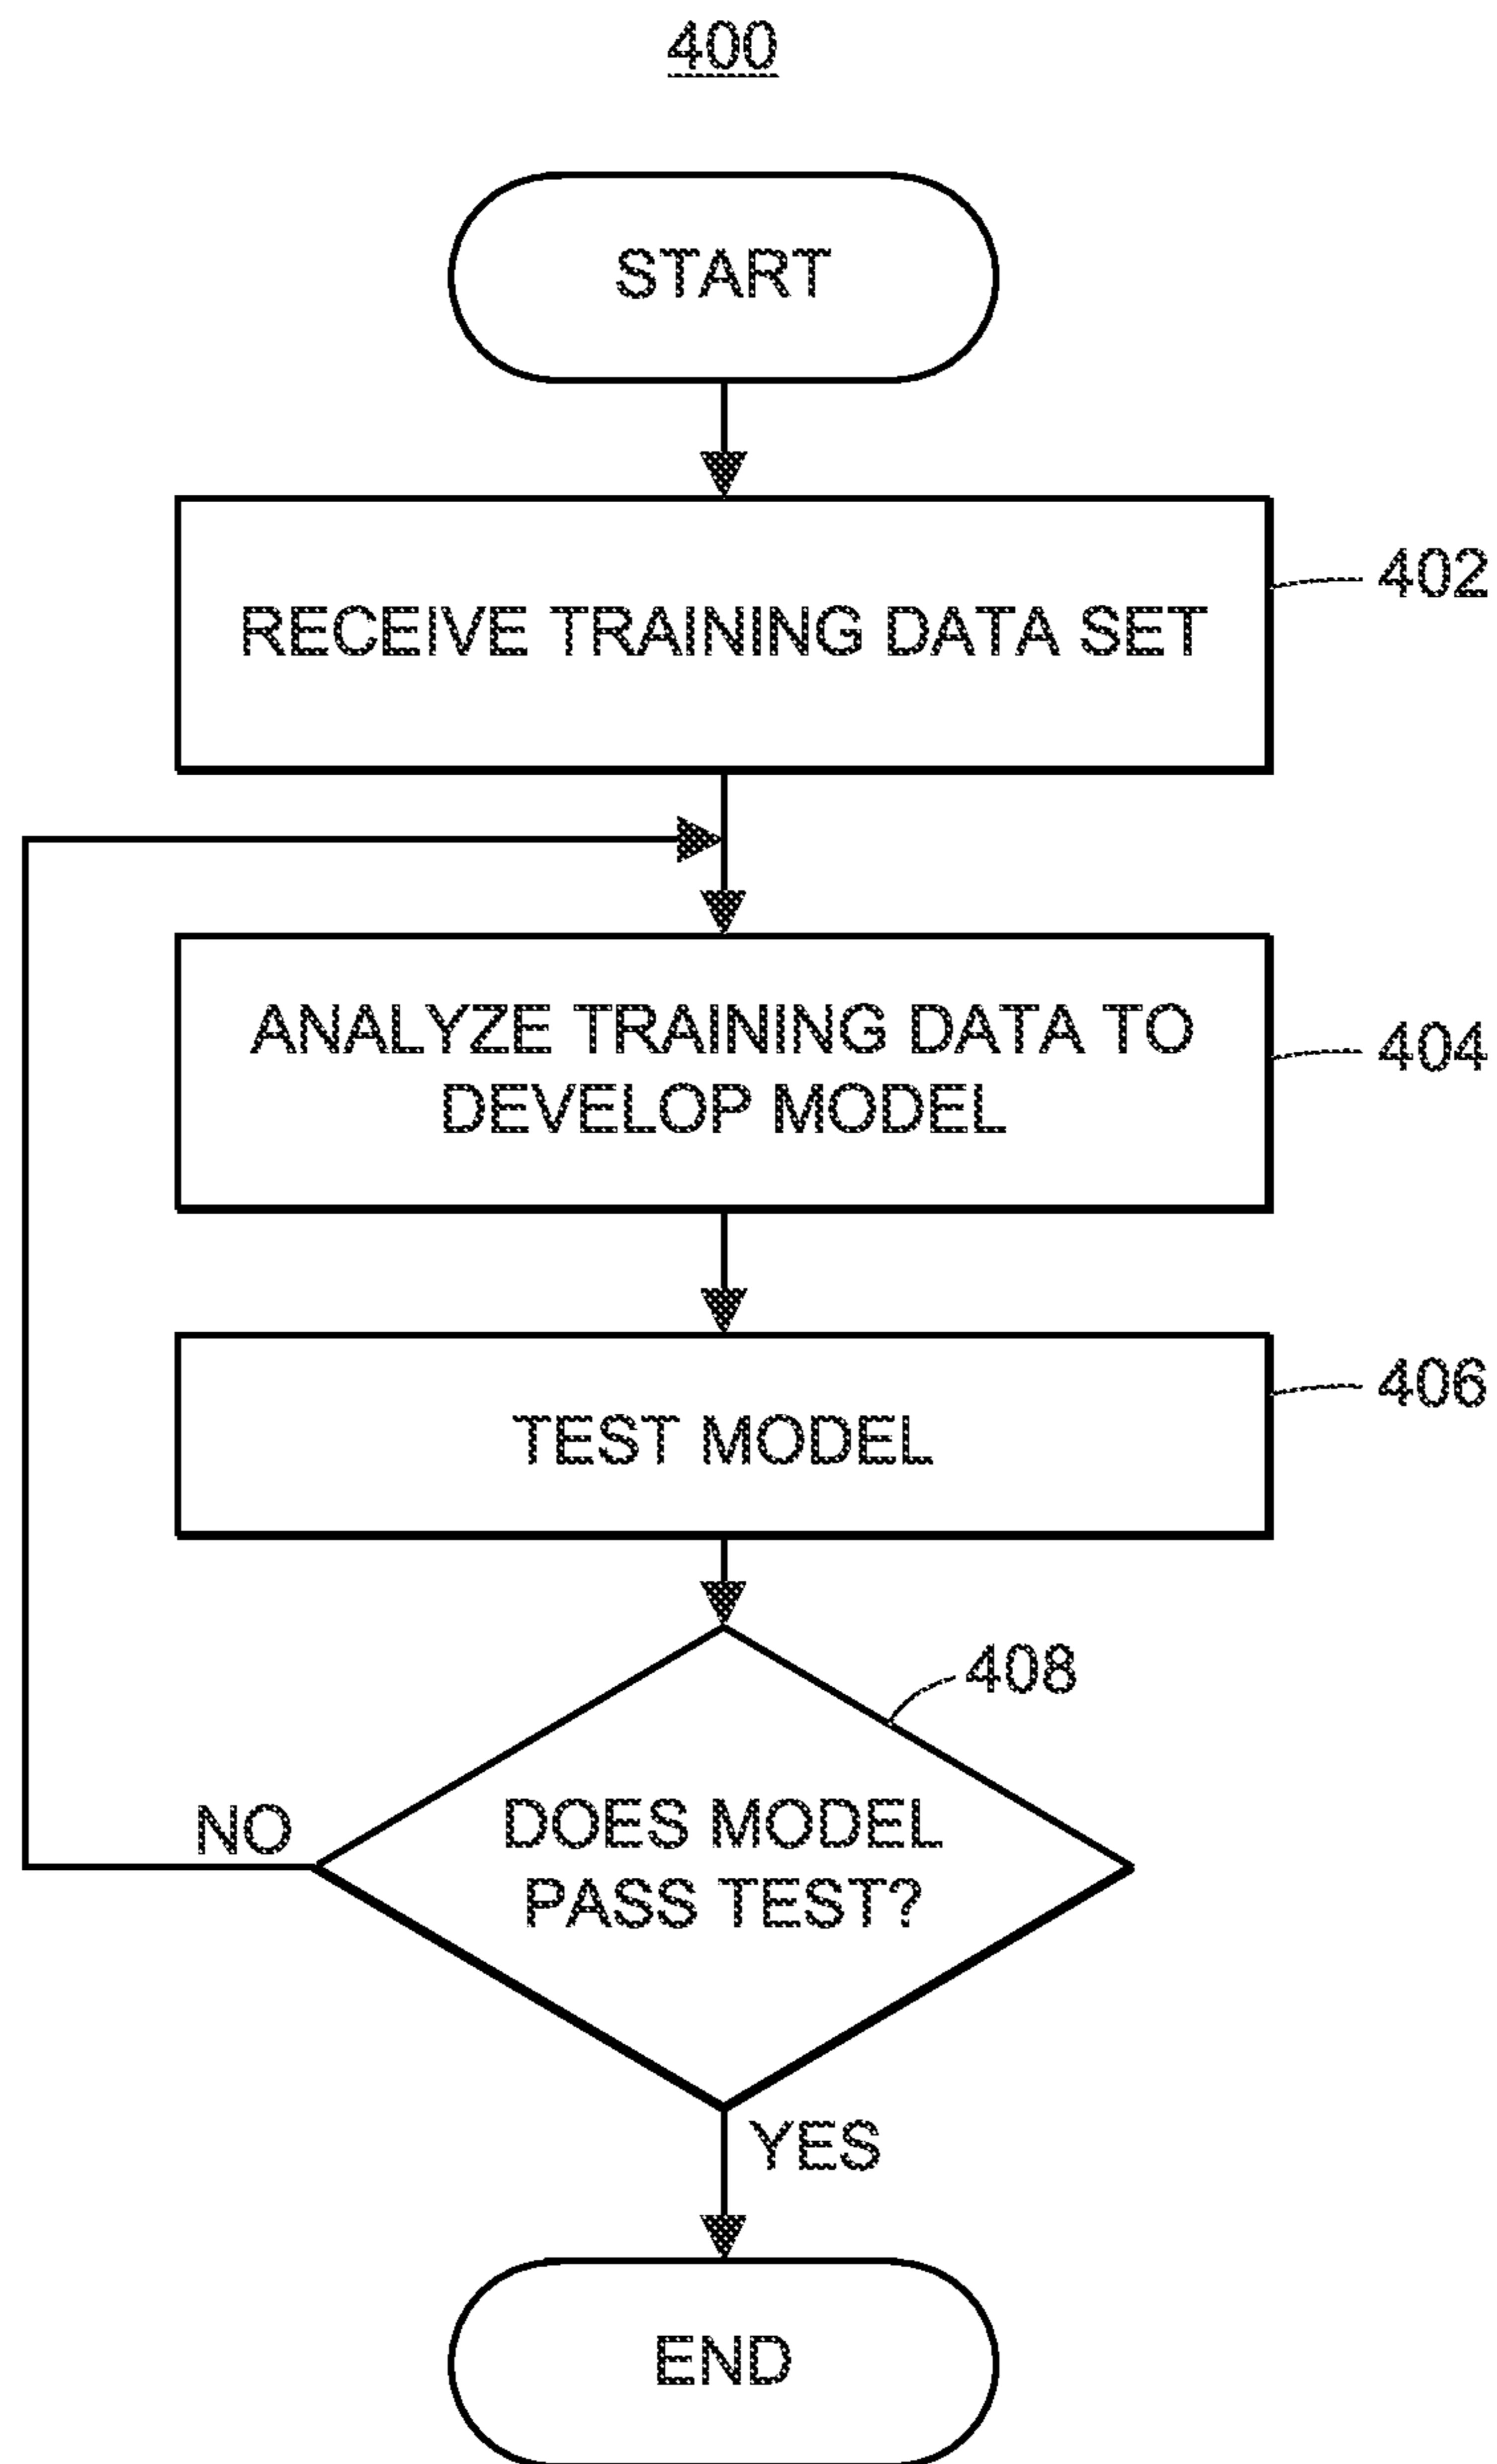 400
START
RECEIVE TRAINING DATA SET
402
ANALYZE TRAINING DATA TO
DEVELOP MODEL
404
TEST MODEL
406
408
DOES MODEL
PASS TEST?
NO
YES
END